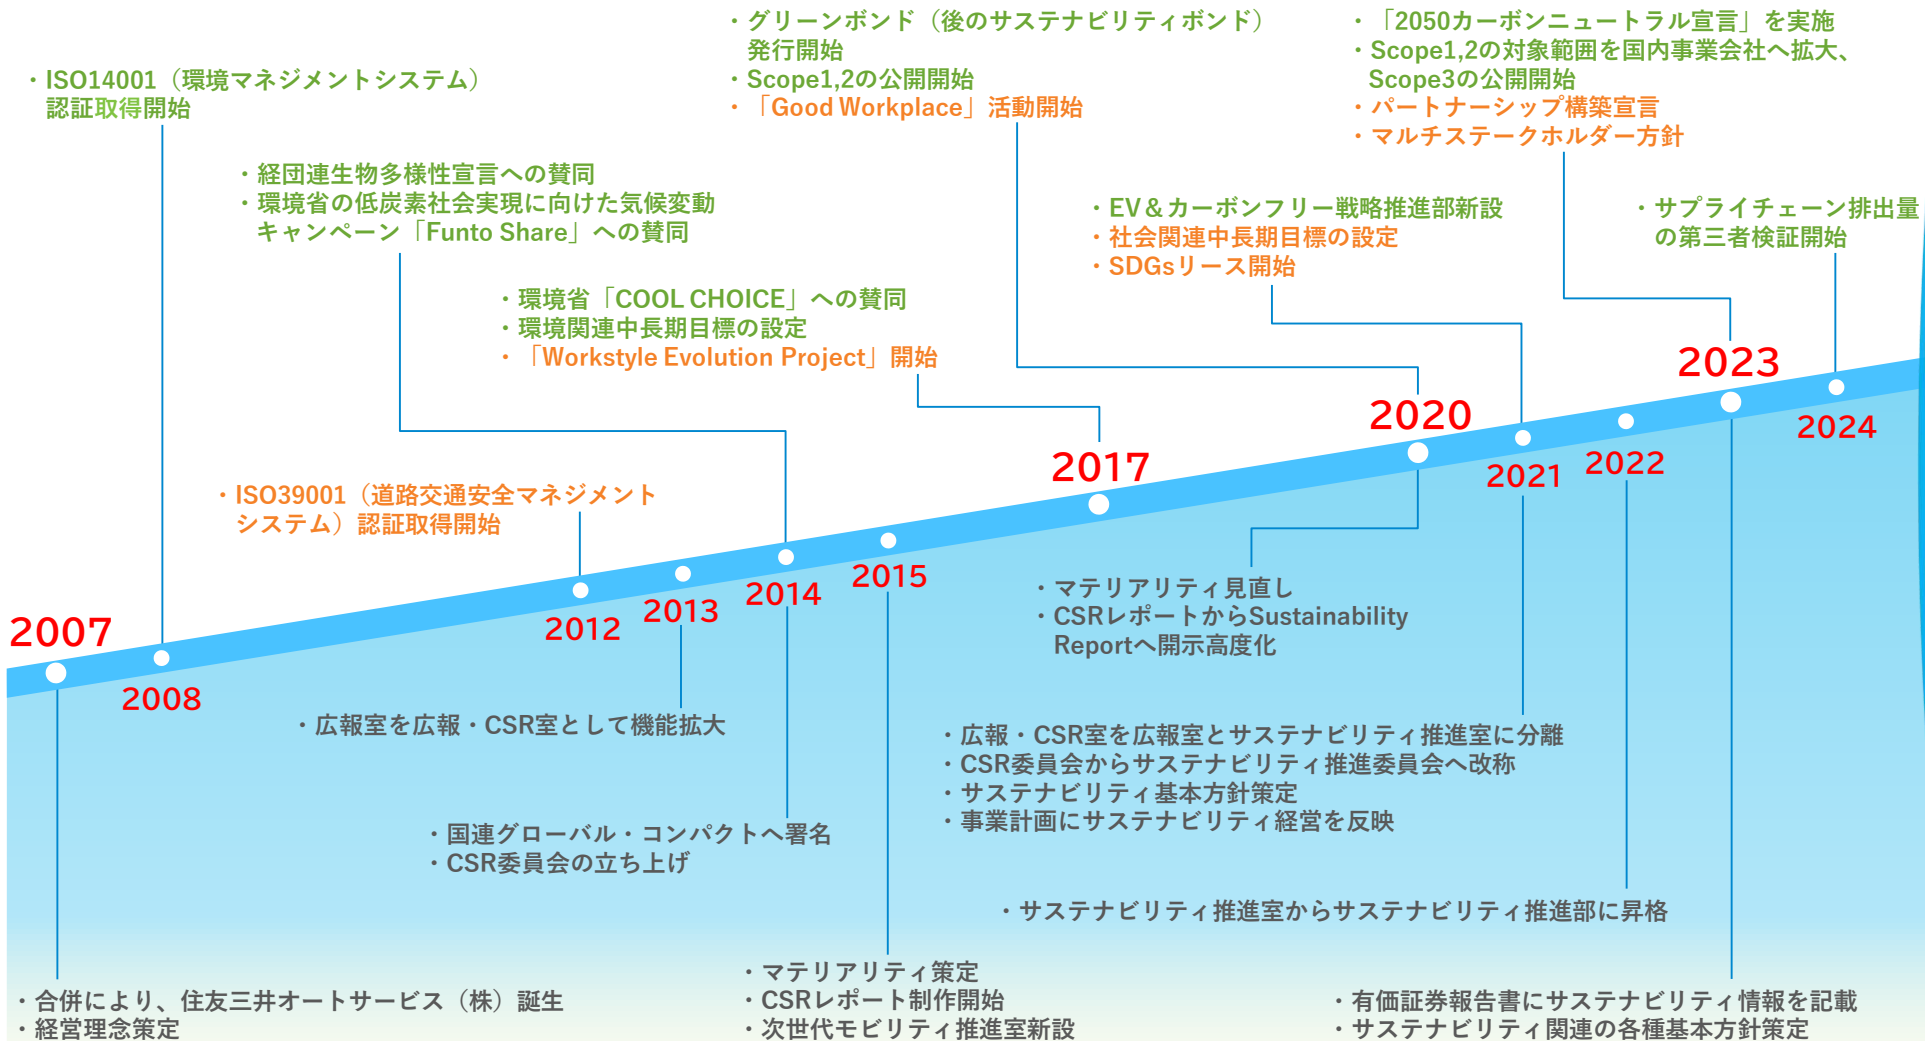 ・グリーンボンド（後のサステナビリティボンド）
発行開始
・Scope1,2の公開開始
・「Good Workplace」活動開始
・「2050カーボンニュートラル宣言」を実施
・Scope1,2の対象範囲を国内事業会社へ拡大、
Scope3の公開開始
・パートナーシップ構築宣言
・マルチステークホルダー方針
・ISO14001（環境マネジメントシステム）
認証取得開始
・経団連生物多様性宣言への賛同
・環境省の低炭素社会実現に向けた気候変動
キャンペーン「Funto Share」への賛同
・EV＆カーボンフリー戦略推進部新設
・社会関連中長期目標の設定
・SDGsリース開始
・サプライチェーン排出量
の第三者検証開始
・環境省「COOL CHOICE」への賛同
・環境関連中長期目標の設定
・「Workstyle Evolution Project」開始
・ISO39001（道路交通安全マネジメント
システム）認証取得開始
2007
2008
2012
2013
2014
2015
2017
2020
2021
2022
2023
2024
・マテリアリティ見直し
・CSRレポートからSustainability
Reportへ開示高度化
・広報室を広報・CSR室として機能拡大
・広報・CSR室を広報室とサステナビリティ推進室に分離
・CSR委員会からサステナビリティ推進委員会へ改称
・サステナビリティ基本方針策定
・事業計画にサステナビリティ経営を反映
・国連グローバル・コンパクトへ署名
・CSR委員会の立ち上げ
・サステナビリティ推進室からサステナビリティ推進部に昇格
・合併により、住友三井オートサービス（株）誕生
・経営理念策定
・マテリアリティ策定
・CSRレポート制作開始
・次世代モビリティ推進室新設
・有価証券報告書にサステナビリティ情報を記載
・サステナビリティ関連の各種基本方針策定